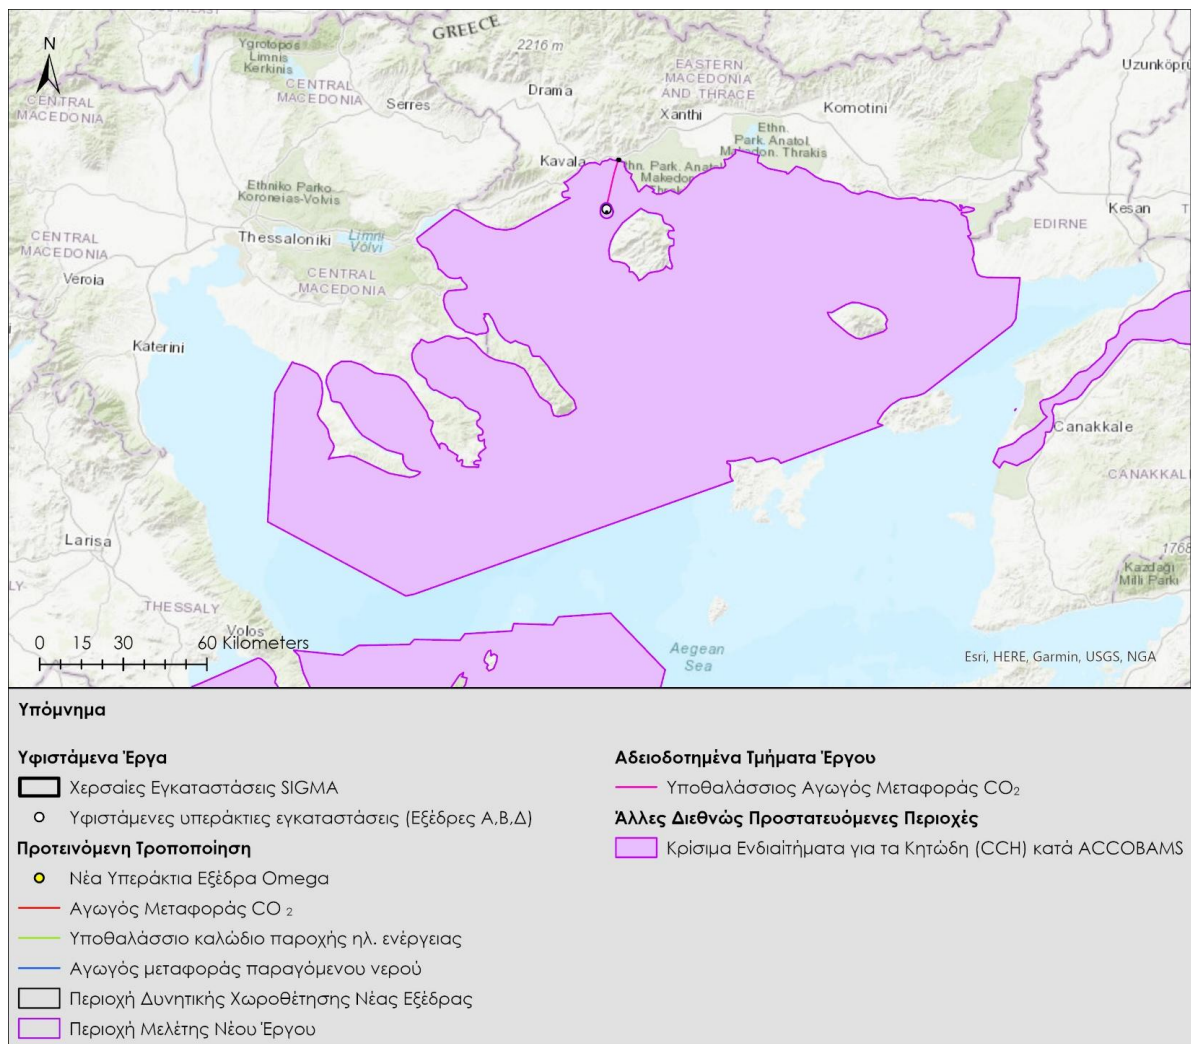 N
GREECE
2216 m
Ygrotopos
Limnis
Kerkinis
CENTRAL
MACEDONIA
CENTRAL
MACEDONIA
Serres
Drama
EASTERN
MACEDONIA
AND THRACE
Xanthi
Komotini
Uzunköprü
Ethn.
Park. Anatol.
Makedon. Thrakis
Kavala
Ethniko Parko
Koroneias-Volvis
Thessaloniki
Limni
Volvi
CENTRAL
MACEDONIA
Veroia
CENTRAL
MACEDONIA
Kesan
EDIRNE
Katerini
Canakkale
CANAKKALE
Larisa
THESSALY
1768
Kazdağı
Milli Parkı
Volos
0 15 30 60 Kilometers
Aegean
Sea
Esri, HERE, Garmin, USGS, NGA
Υπόμνημα
Υφιστάμενα Έργα
Χερσαίες Εγκαταστάσεις SIGMA
Υφιστάμενες υπεράκτιες εγκαταστάσεις (Εξέδρες Α,Β,Δ)
Προτεινόμενη Τροποποίηση
Νέα Υπεράκτια Εξέδρα Omega
Αγωγός Μεταφοράς CO ₂
Υποθαλάσσιο καλώδιο παροχής ηλ. ενέργειας
Αγωγός μεταφοράς παραγόμενου νερού
Περιοχή Δυνητικής Χωροθέτησης Νέας Εξέδρας
Περιοχή Μελέτης Νέου Έργου
Αδειοδοτημένα Τμήματα Έργου
Υποθαλάσσιος Αγωγός Μεταφοράς CO₂
Άλλες Διεθνώς Προστατευόμενες Περιοχές
Κρίσιμα Ενδιαίτήματα για τα Κητώδη (CCH) κατά ACCOBAMS